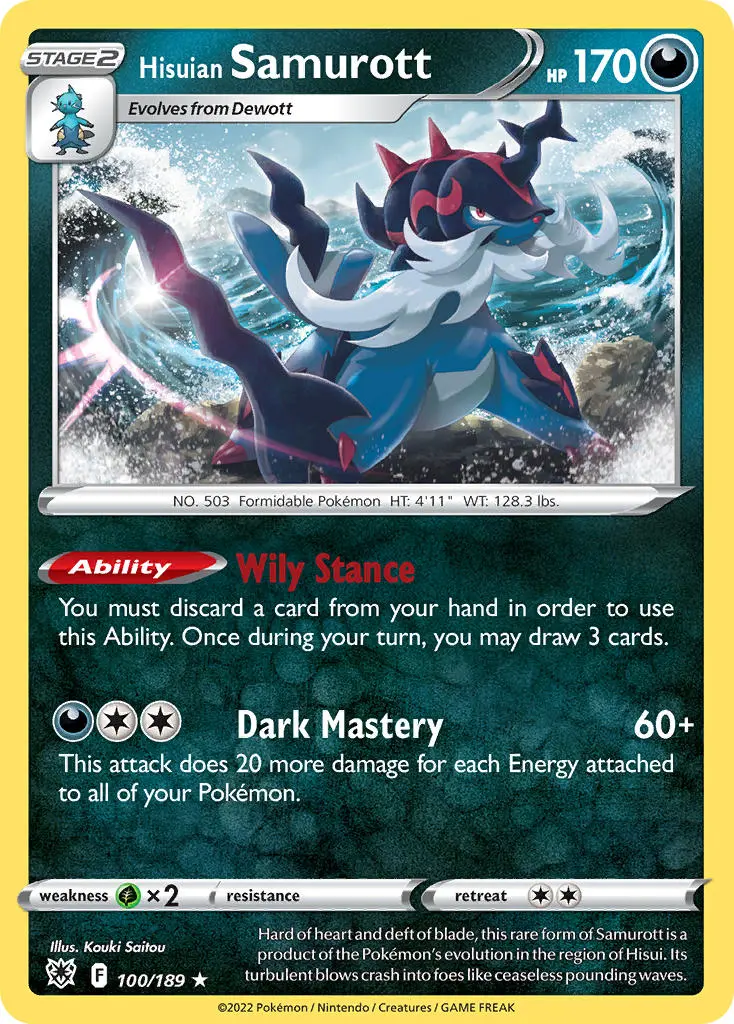 STAGE2
Hisuian Samurott
HP 170
Evolves from Dewott
NO. 503 Formidable Pokémon HT: 4'11" WT: 128.3 lbs.
Ability Wily Stance
You must discard a card from your hand in order to use
this Ability. Once during your turn, you may draw 3 cards.
Dark Mastery 60+
This attack does 20 more damage for each Energy attached
to all of your Pokémon.
weakness ×2 resistance retreat
Illus. Kouki Saitou
Hard of heart and deft of blade, this rare form of Samurott is a
product of the Pokémon's evolution in the region of Hisui. Its
turbulent blows crash into foes like ceaseless pounding waves.
F 100/189 ★
©2022 Pokémon / Nintendo / Creatures / GAME FREAK